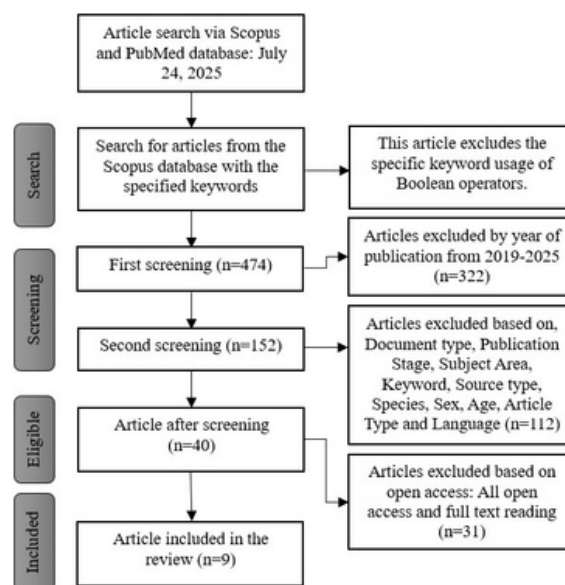 Article search via Scopus
and PubMed database: July
24, 2025
Search
Search for articles from the
Scopus database with the
specified keywords
This article excludes the
specific keyword usage of
Boolean operators.
Screening
First screening (n=474)
Articles excluded by year of
publication from 2019-2025
(n=322)
Second screening (n=152)
Articles excluded based on,
Document type, Publication
Stage, Subject Area,
Keyword, Source type,
Species, Sex, Age, Article
Type and Language (n=112)
Eligible
Article after screening
(n=40)
Articles excluded based on
open access: All open
access and full text reading
(n=31)
Included
Article included in the
review (n=9)